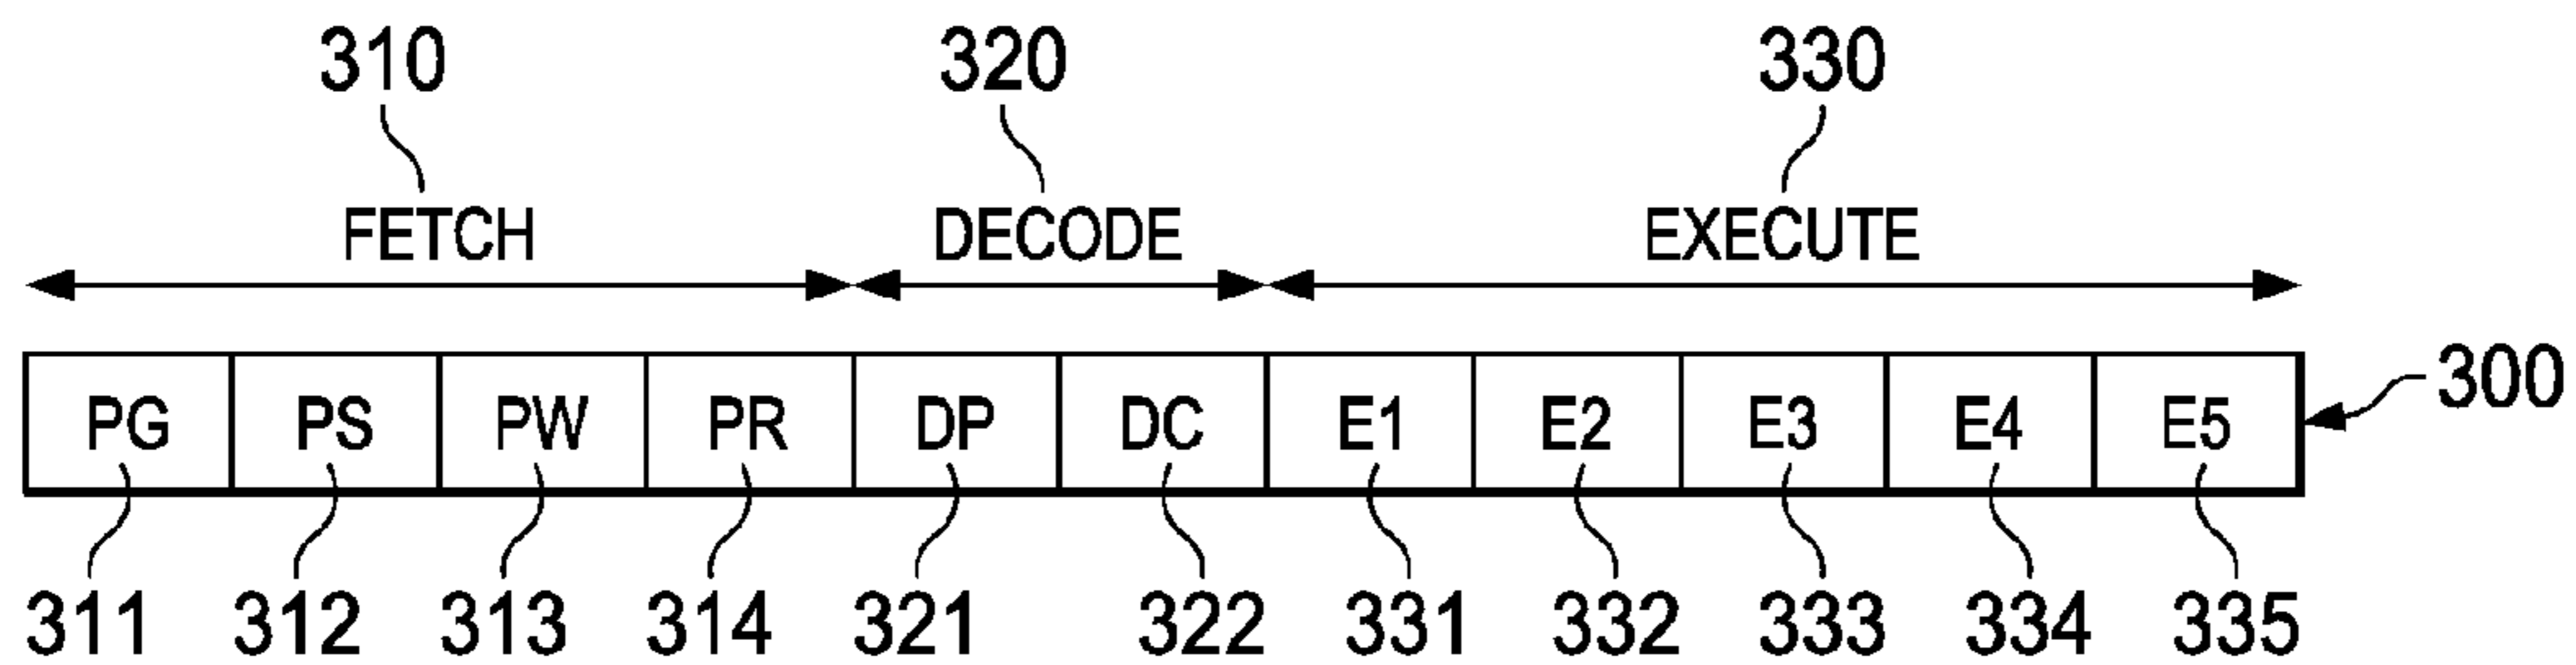 310 320 330
FETCH DECODE EXECUTE
PG PS PW PR DP DC E1 E2 E3 E4 E5 300
311 312 313 314 321 322 331 332 333 334 335